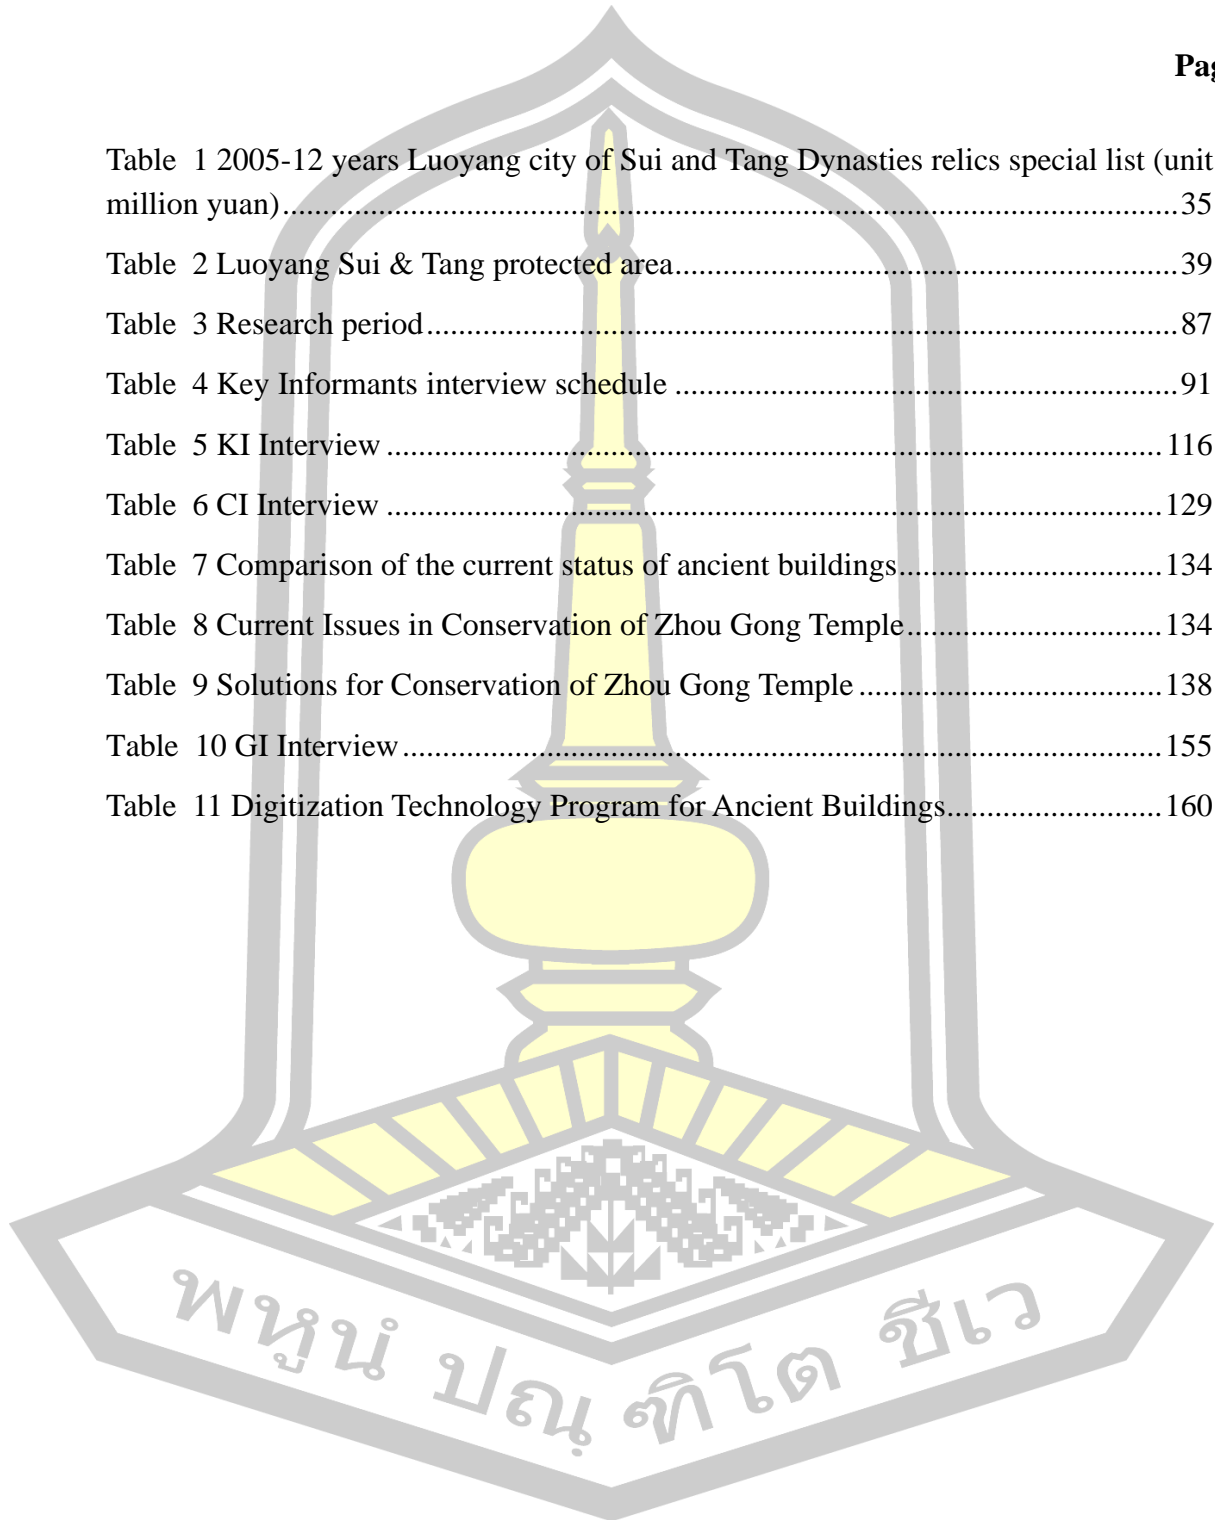 Pag
Table 1 2005-12 years Luoyang city of Sui and Tang Dynasties relics special list (unit
million yuan)....................35
Table 2 Luoyang Sui & Tang protected area....................39
Table 3 Research period....................87
Table 4 Key Informants interview schedule....................91
Table 5 KI Interview....................116
Table 6 CI Interview....................129
Table 7 Comparison of the current status of ancient buildings....................134
Table 8 Current Issues in Conservation of Zhou Gong Temple....................134
Table 9 Solutions for Conservation of Zhou Gong Temple....................138
Table 10 GI Interview....................155
Table 11 Digitization Technology Program for Ancient Buildings....................160
พหูนํ ปณฺฑิโต ชีเว